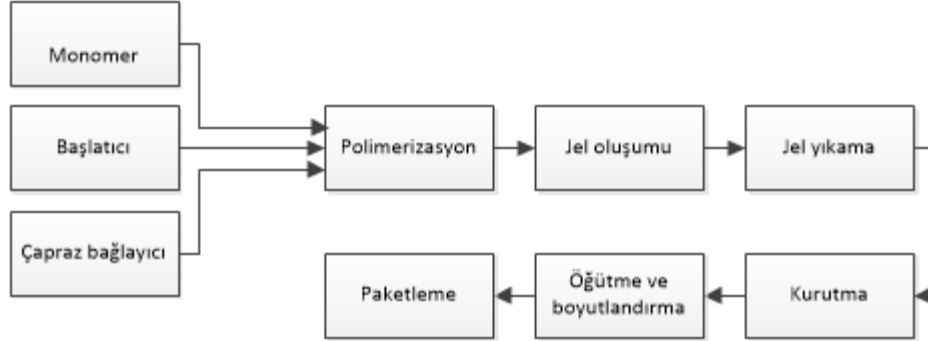 Monomer
Başlatıcı
Çapraz bağlayıcı
Polimerizasyon
Jel oluşumu
Jel yıkama
Paketleme
Öğütme ve
boyutlandırma
Kurutma